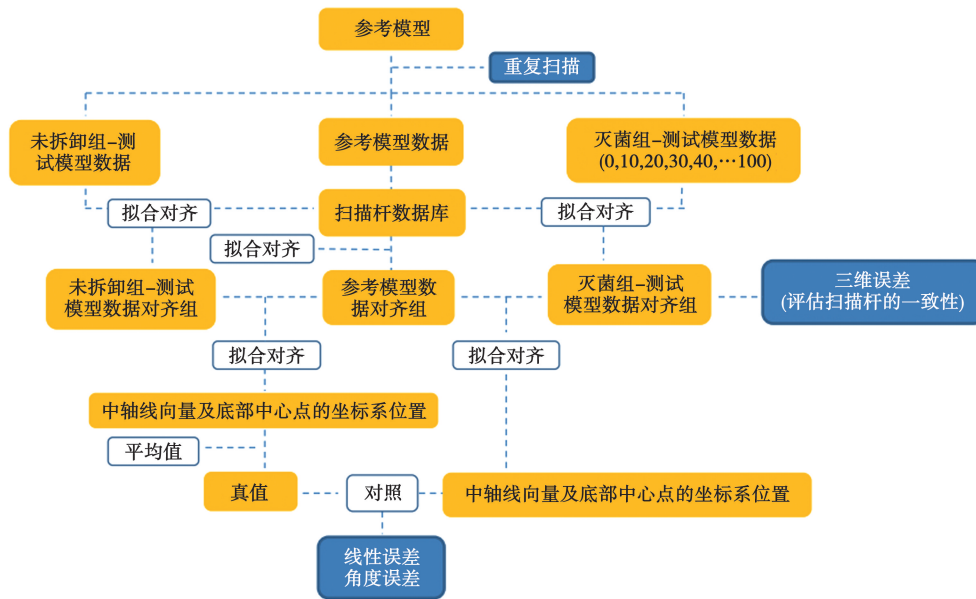 参考模型
重复扫描
未拆卸组-测
试模型数据
参考模型数据
灭菌组-测试模型数据
(0,10,20,30,40,…100)
拟合对齐
扫描杆数据库
拟合对齐
拟合对齐
未拆卸组-测试
模型数据对齐组
参考模型数
据对齐组
灭菌组-测试
模型数据对齐组
三维误差
(评估扫描杆的一致性)
拟合对齐
拟合对齐
中轴线向量及底部中心点的坐标系位置
平均值
真值
对照
中轴线向量及底部中心点的坐标系位置
线性误差
角度误差